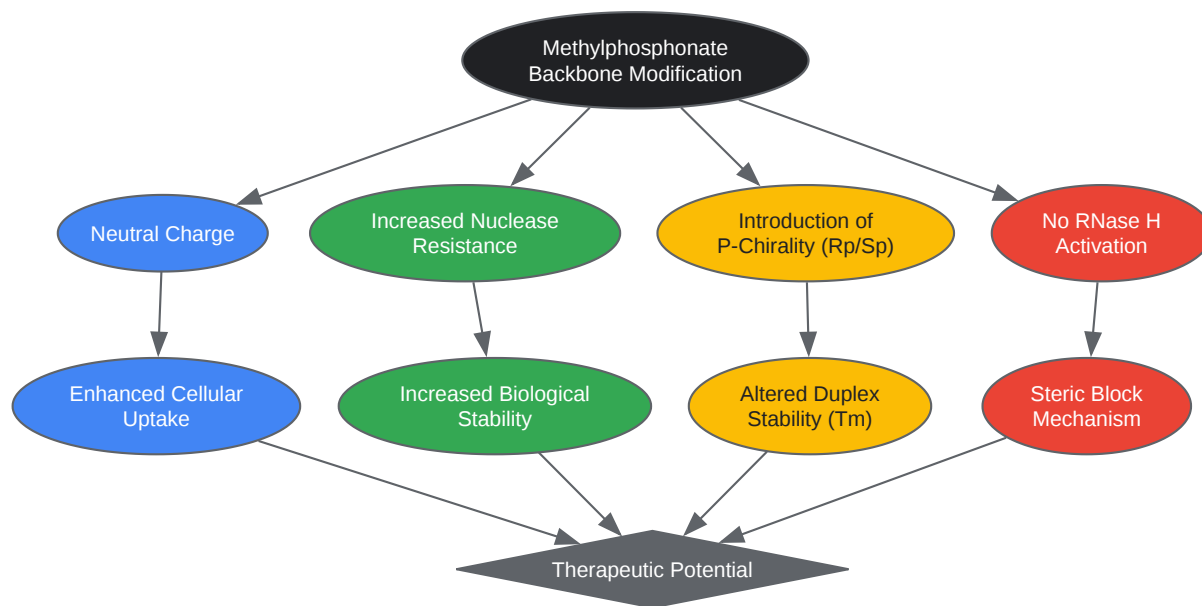 Methylphosphonate
Backbone Modification
Neutral Charge
Increased Nuclease
Resistance
Introduction of
P-Chirality (Rp/Sp)
No RNase H
Activation
Enhanced Cellular
Uptake
Increased Biological
Stability
Altered Duplex
Stability (Tm)
Steric Block
Mechanism
Therapeutic Potential